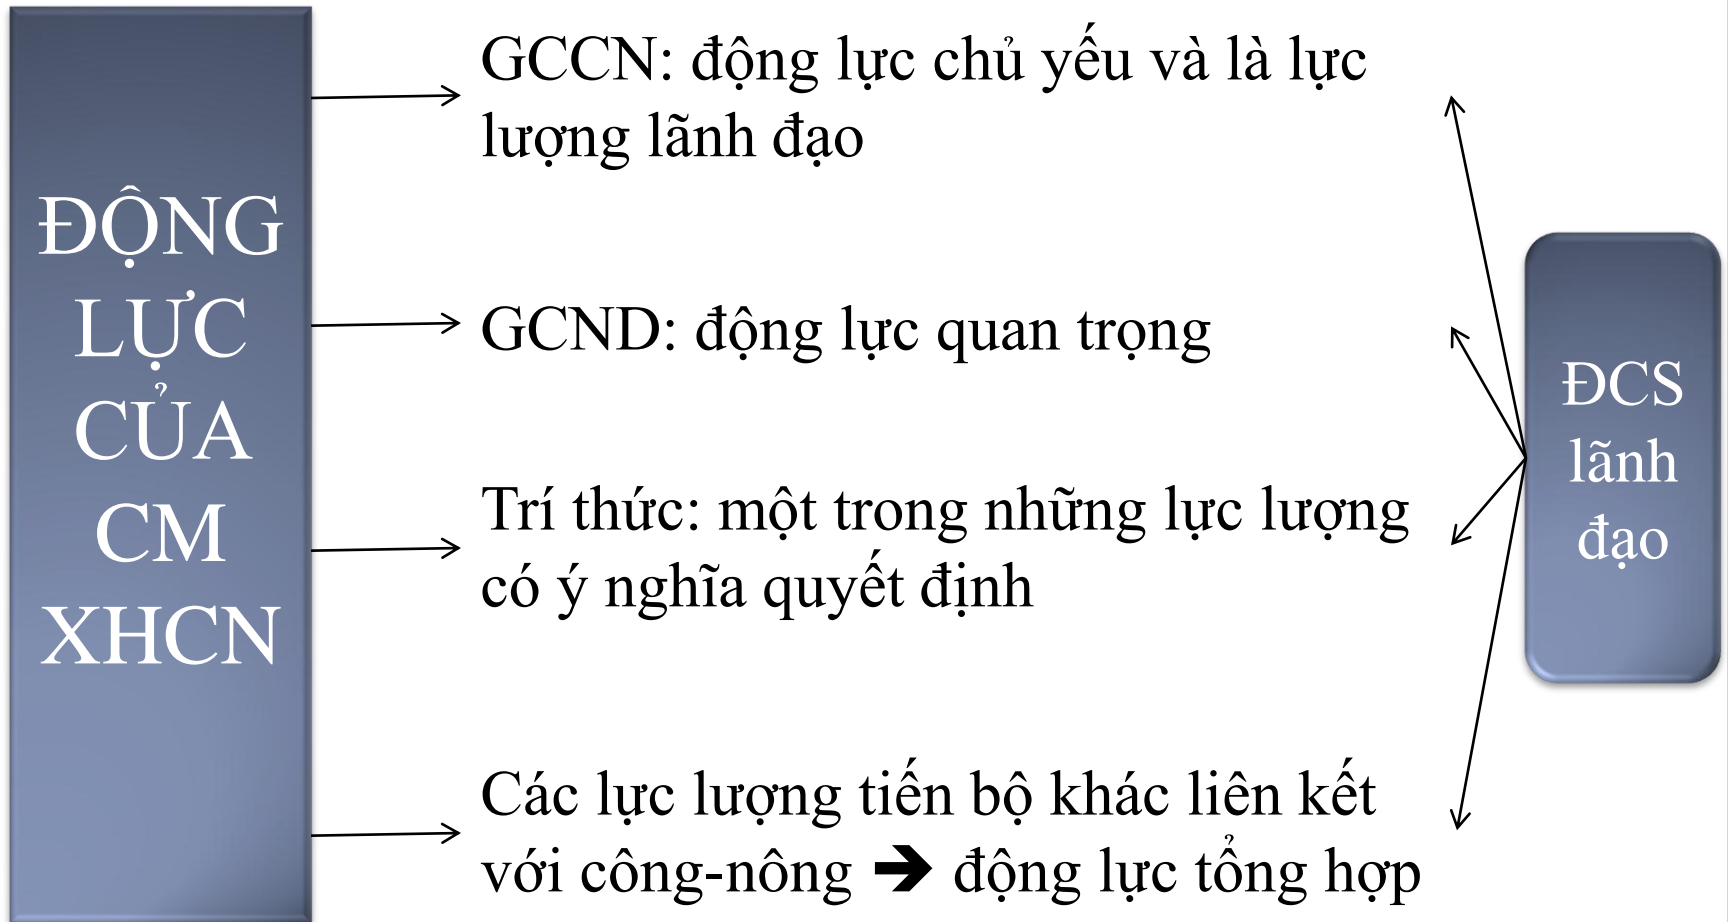 ĐỘNG
LỰC
CỦA
CM
XHCN
GCCN: động lực chủ yếu và là lực
lượng lãnh đạo
GCND: động lực quan trọng
Trí thức: một trong những lực lượng
có ý nghĩa quyết định
Các lực lượng tiến bộ khác liên kết
với công-nông ➔ động lực tổng hợp
ĐCS
lãnh
đạo